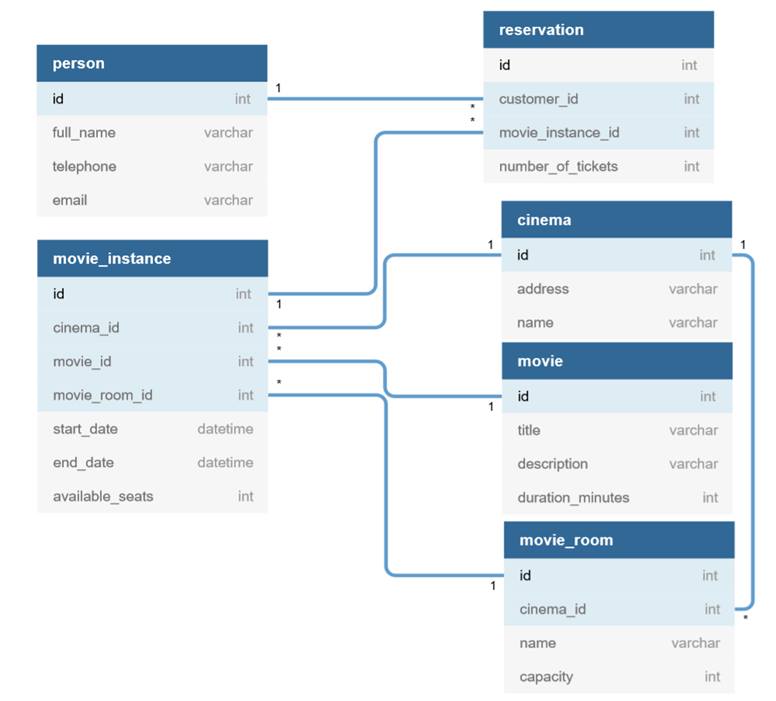 person
id int
full_name varchar
telephone varchar
email varchar
1
*
*
reservation
id int
customer_id int
movie_instance_id int
number_of_tickets int
movie_instance
id int
cinema_id int
movie_id int
movie_room_id int
start_date datetime
end_date datetime
available_seats int
1
*
*
*
1
1
cinema
id int
address varchar
name varchar
movie
id int
title varchar
description varchar
duration_minutes int
1
1
movie_room
id int
cinema_id int
name varchar
capacity int
*